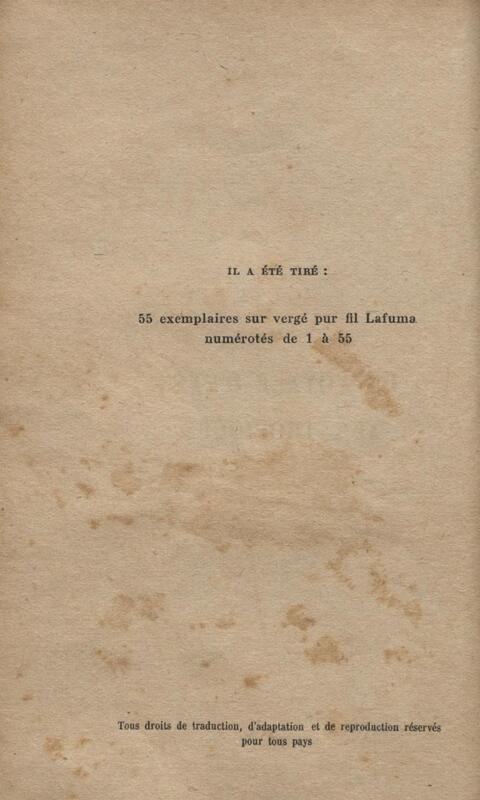 IL A ÉTÉ TIRÉ :
55 exemplaires sur vergé pur fil Lafuma
numérotés de 1 à 55
Tous droits de traduction, d'adaptation et de reproduction réservés
pour tous pays